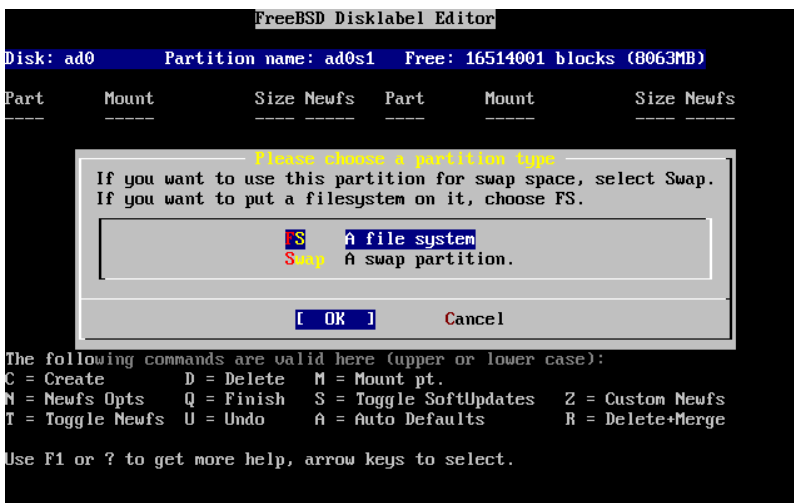 FreeBSD Disklabel Editor
Disk: ad0 Partition name: ad0s1 Free: 16514001 blocks (8063MB)
Part Mount Size Newfs Part Mount Size Newfs
---- ----- ---- ----- ---- ----- ---- -----
Please choose a partition type
If you want to use this partition for swap space, select Swap.
If you want to put a filesystem on it, choose FS.
FS A file system
Swap A swap partition.
[ OK ] Cancel
The following commands are valid here (upper or lower case):
C = Create D = Delete M = Mount pt.
N = Newfs Opts Q = Finish S = Toggle SoftUpdates Z = Custom Newfs
T = Toggle Newfs U = Undo A = Auto Defaults R = Delete+Merge
Use F1 or ? to get more help, arrow keys to select.